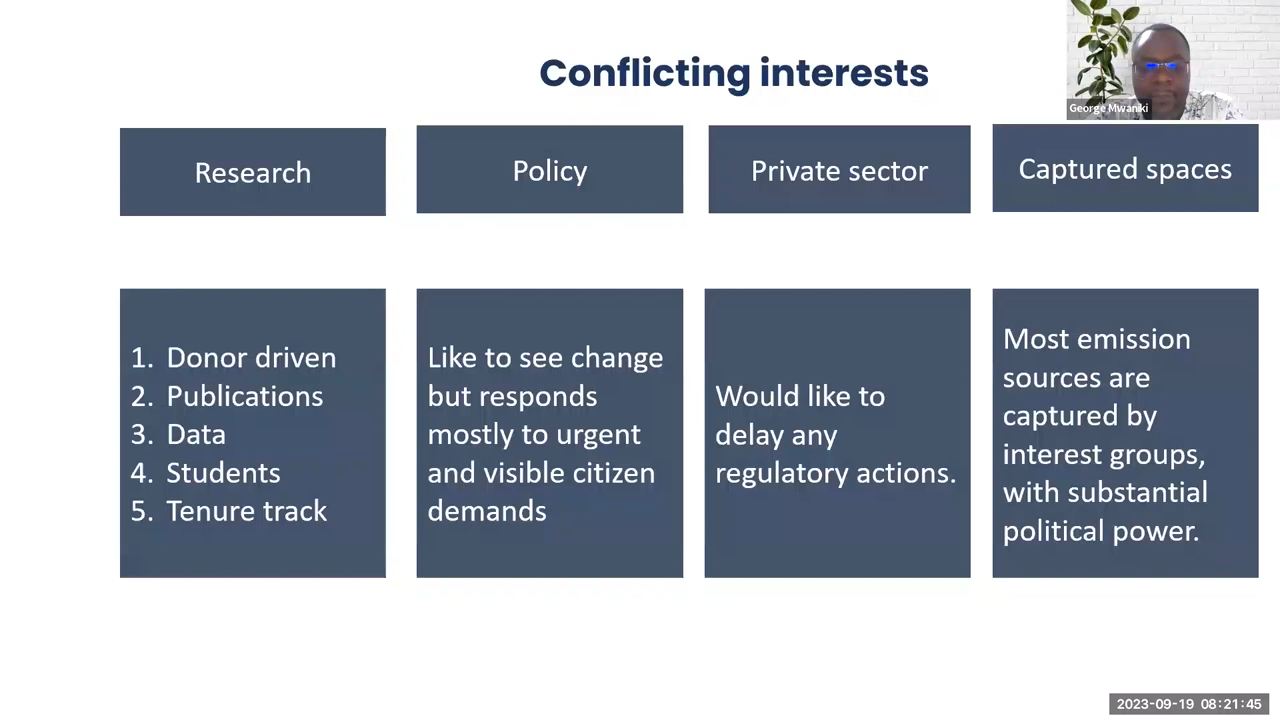 Conflicting interests
George Mwaniki
Research
Policy
Private sector
Captured spaces
1. Donor driven
2. Publications
3. Data
4. Students
5. Tenure track
Like to see change
but responds
mostly to urgent
and visible citizen
demands
Would like to
delay any
regulatory actions.
Most emission
sources are
captured by
interest groups,
with substantial
political power.
2023-09-19 08:21:45